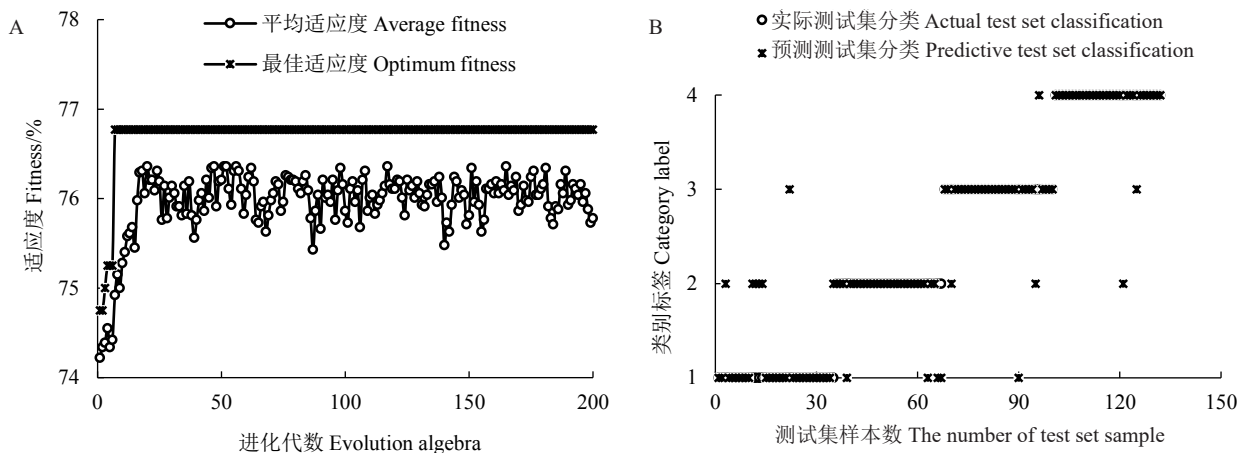 A
平均适应度 Average fitness
最佳适应度 Optimum fitness
适应度 Fitness/%
78
77
76
75
74
0
50
100
150
200
进化代数 Evolution algebra
B
实际测试集分类 Actual test set classification
预测测试集分类 Predictive test set classification
类别标签 Category label
4
3
2
1
0
30
60
90
120
150
测试集样本数 The number of test set sample